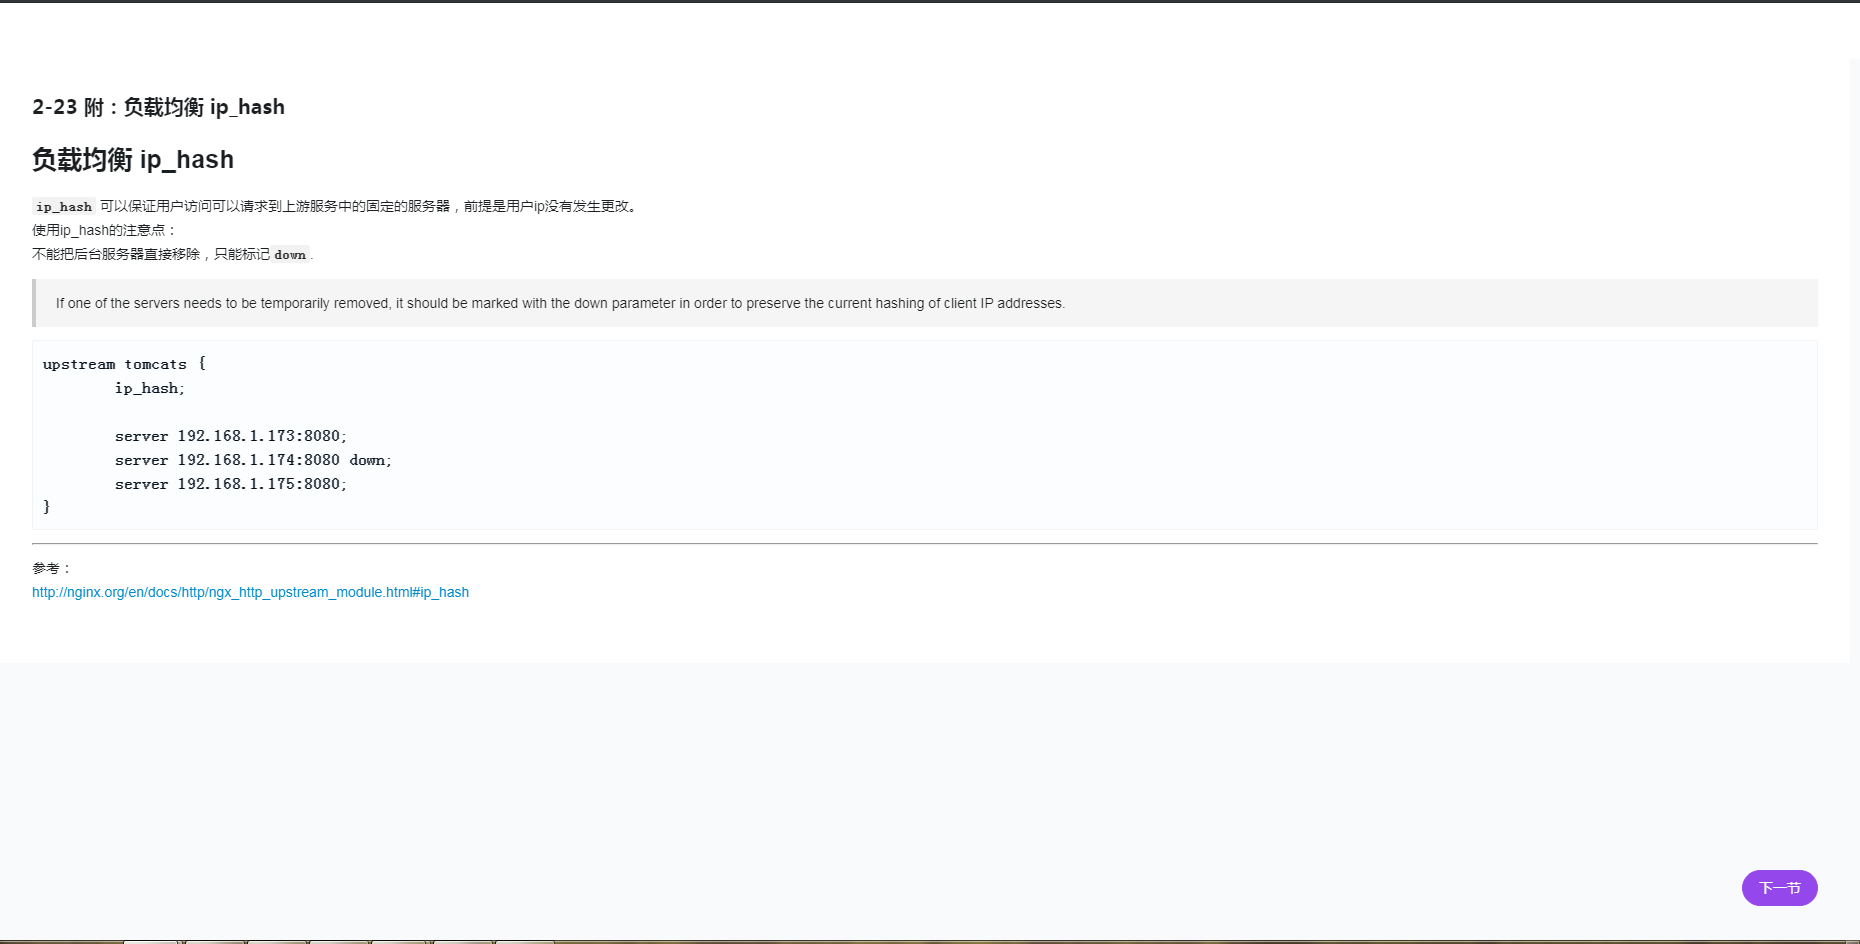 2-23 附：负载均衡 ip_hash
负载均衡 ip_hash
ip_hash 可以保证用户访问可以请求到上游服务中的固定的服务器，前提是用户ip没有发生更改。
使用ip_hash的注意点：
不能把后台服务器直接移除，只能标记down.
If one of the servers needs to be temporarily removed, it should be marked with the down parameter in order to preserve the current hashing of client IP addresses.
upstream tomcats {
ip_hash;
server 192.168.1.173:8080;
server 192.168.1.174:8080 down;
server 192.168.1.175:8080;
}
参考：
http://nginx.org/en/docs/http/ngx_http_upstream_module.html#ip_hash
下一节